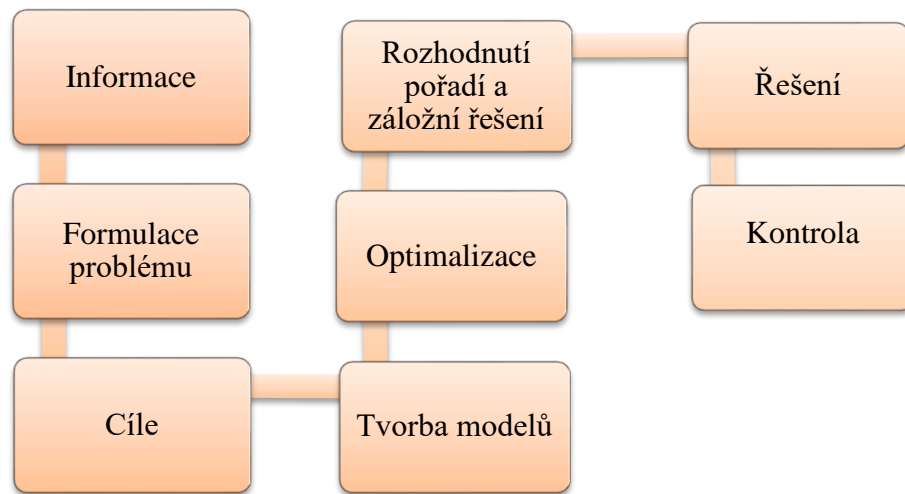 Informace
Formulace
problému
Cíle
Tvorba modelů
Optimalizace
Rozhodnutí
pořadí a
záložní řešení
Řešení
Kontrola